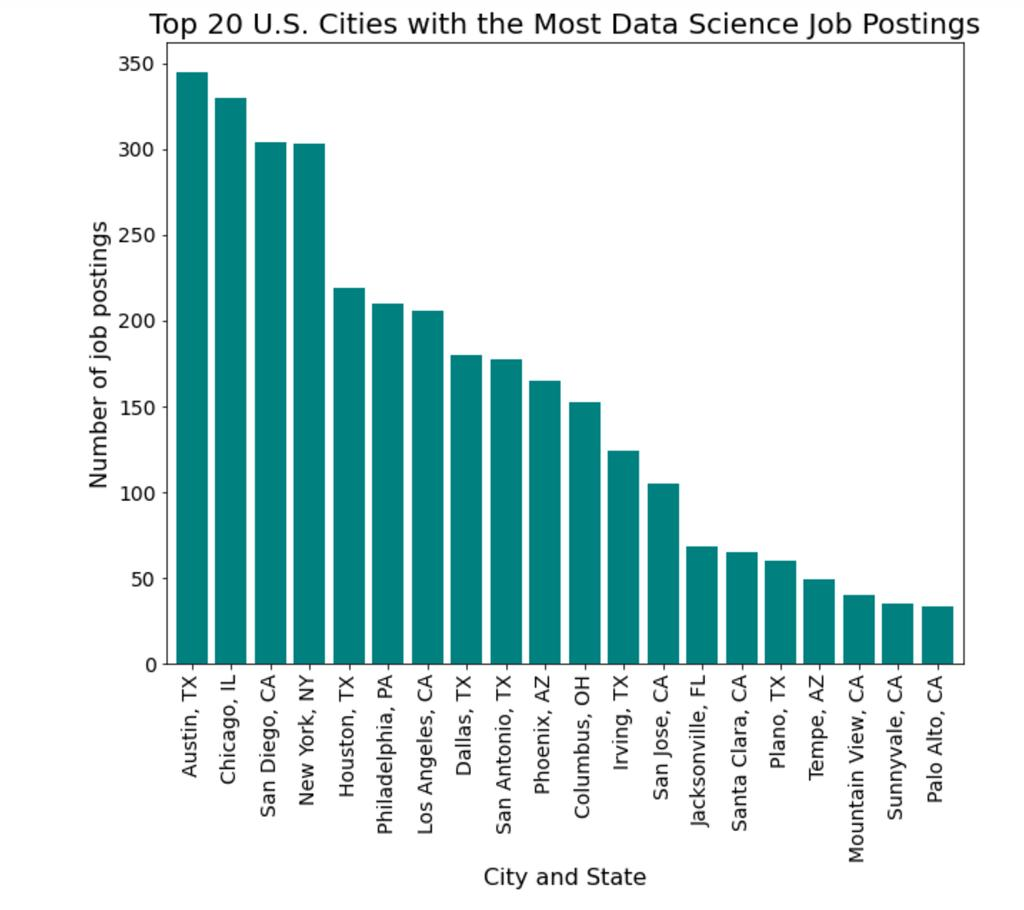 Top 20 U.S. Cities with the Most Data Science Job Postings
350
300
250
200
150
100
50
0
Number of job postings
Austin, TX
Chicago, IL
San Diego, CA
New York, NY
Houston, TX
Philadelphia, PA
Los Angeles, CA
Dallas, TX
San Antonio, TX
Phoenix, AZ
Columbus, OH
Irving, TX
San Jose, CA
Jacksonville, FL
Santa Clara, CA
Plano, TX
Tempe, AZ
Mountain View, CA
Sunnyvale, CA
Palo Alto, CA
City and State